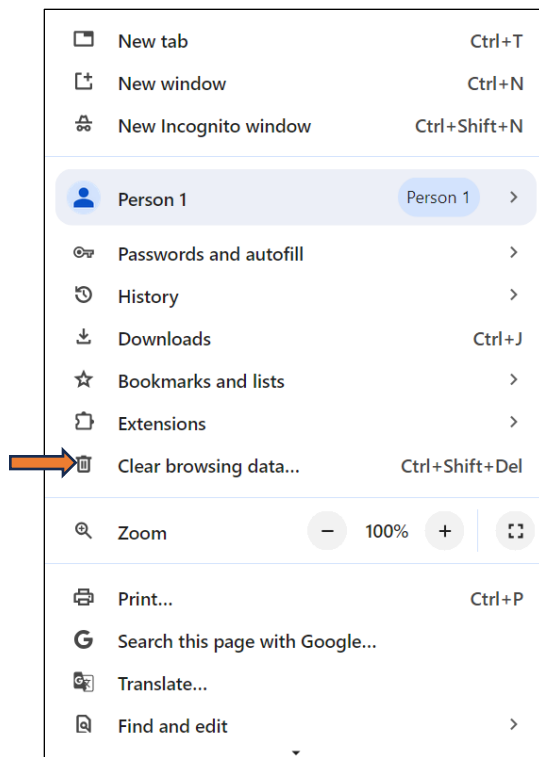 New tab Ctrl+T
New window Ctrl+N
New Incognito window Ctrl+Shift+N
Person 1 Person 1
Passwords and autofill
History
Downloads Ctrl+J
Bookmarks and lists
Extensions
Clear browsing data... Ctrl+Shift+Del
Zoom − 100% +
Print... Ctrl+P
Search this page with Google...
Translate...
Find and edit